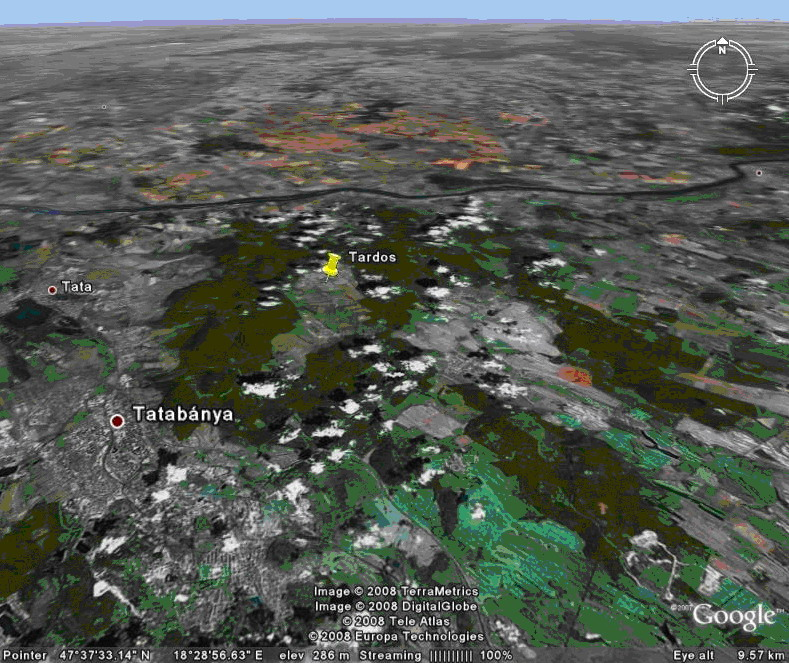 N
Tardos
Tata
Tatabánya
Image © 2008 TerraMetrics
Image © 2008 DigitalGlobe
© 2008 Tele Atlas
© 2008 Europa Technologies
© 2007 Google™
Pointer 47°37'33.14" N 18°28'56.63" E elev 286 m Streaming |||||||||| 100% Eye alt 9.57 km